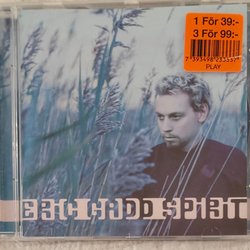 1 För 39:-
3 För 99:-
PLAY
ERIC GADD SPIRIT